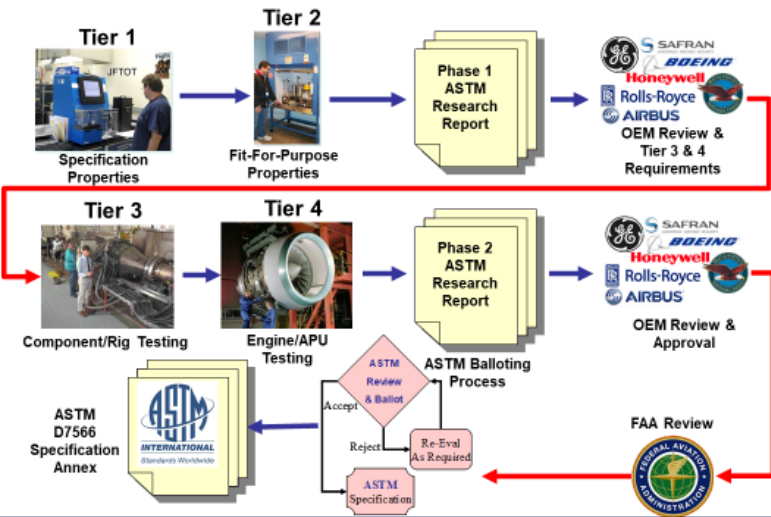 Tier 1
Tier 2
JFTOT
Specification
Properties
Fit-For-Purpose
Properties
Phase 1
ASTM
Research
Report
SAFRAN
BOEING
Honeywell
Rolls-Royce
AIRBUS
OEM Review &
Tier 3 & 4
Requirements
Tier 3
Tier 4
Component/Rig Testing
Engine/APU
Testing
Phase 2
ASTM
Research
Report
SAFRAN
BOEING
Honeywell
Rolls-Royce
AIRBUS
OEM Review &
Approval
ASTM
D7566
Specification
Annex
ASTM
INTERNATIONAL
Standards Worldwide
ASTM
Review
& Ballot
Accept
Reject
Re-Eval
As Required
ASTM
Specification
ASTM Balloting
Process
FAA Review
FEDERAL AVIATION
ADMINISTRATION